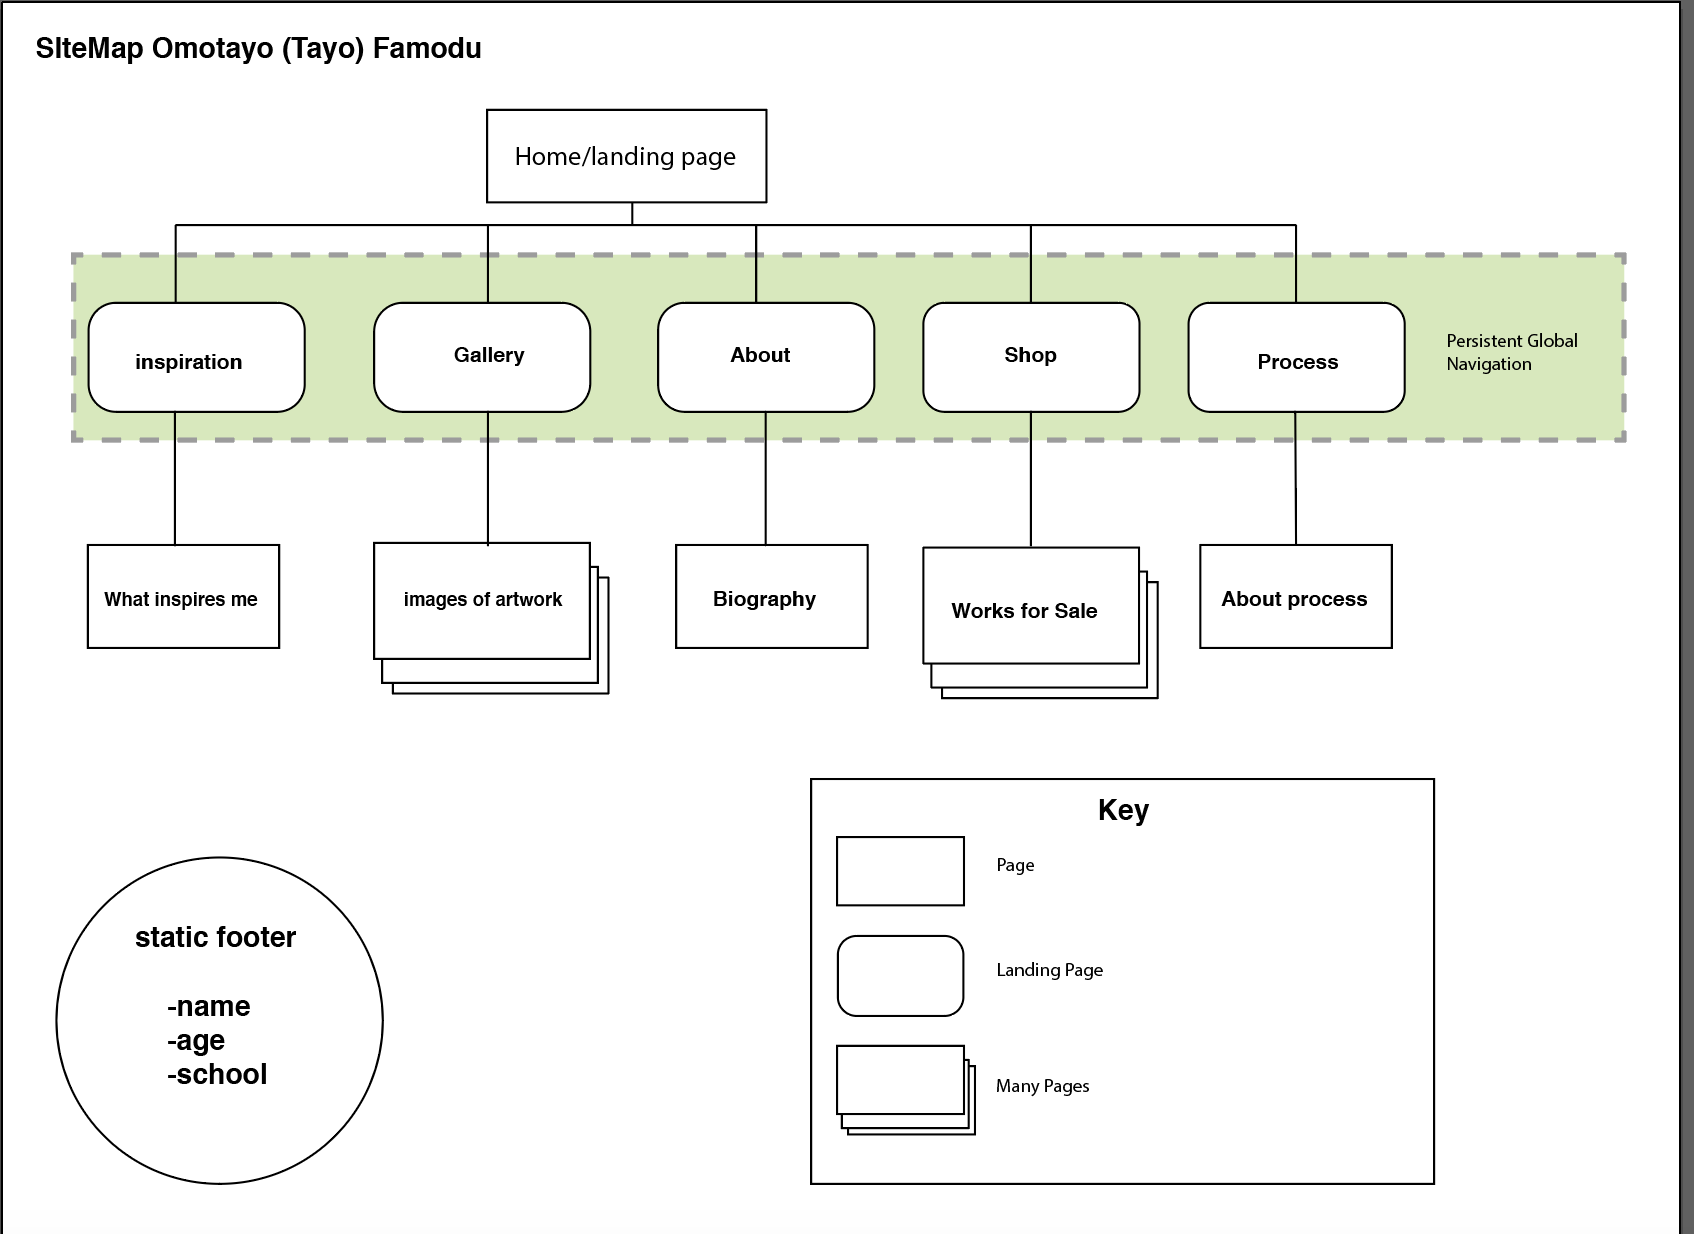 SIteMap Omotayo (Tayo) Famodu
Home/landing page
inspiration
Gallery
About
Shop
Process
Persistent Global
Navigation
What inspires me
images of artwork
Biography
Works for Sale
About process
Key
Page
Landing Page
Many Pages
static footer
-name
-age
-school